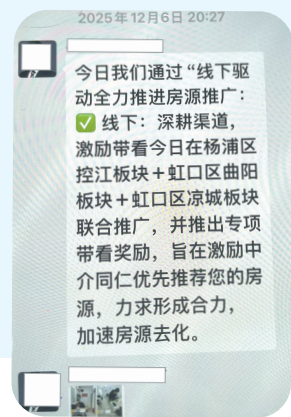 2025年12月6日 20:27
今日我们通过“线下驱
动全力推进房源推广：
✅ 线下：深耕渠道，
激励带看今日在杨浦区
控江板块＋虹口区曲阳
板块＋虹口区凉城板块
联合推广，并推出专项
带看奖励，旨在激励中
介同仁优先推荐您的房
源，力求形成合力，
加速房源去化。